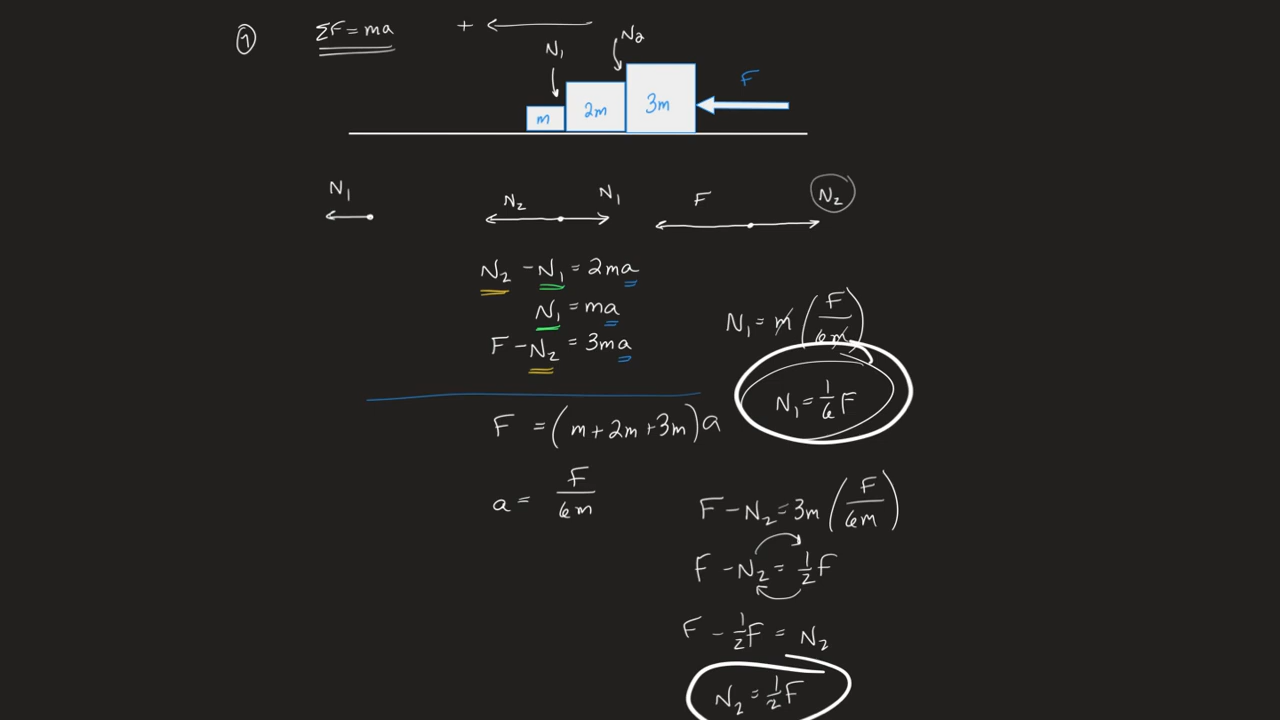 ① ΣF = ma + ←
N₁ N₂
F
m 2m 3m
N₁ N₂ N₁ F N₂
N₂ - N₁ = 2ma
N₁ = ma
F - N₂ = 3ma
F = (m + 2m + 3m) a
a = F/6m
N₁ = m (F/6m)
N₁ = 1/6 F
F - N₂ = 3m (F/6m)
F - N₂ = 1/2 F
F - 1/2 F = N₂
N₂ = 1/2 F